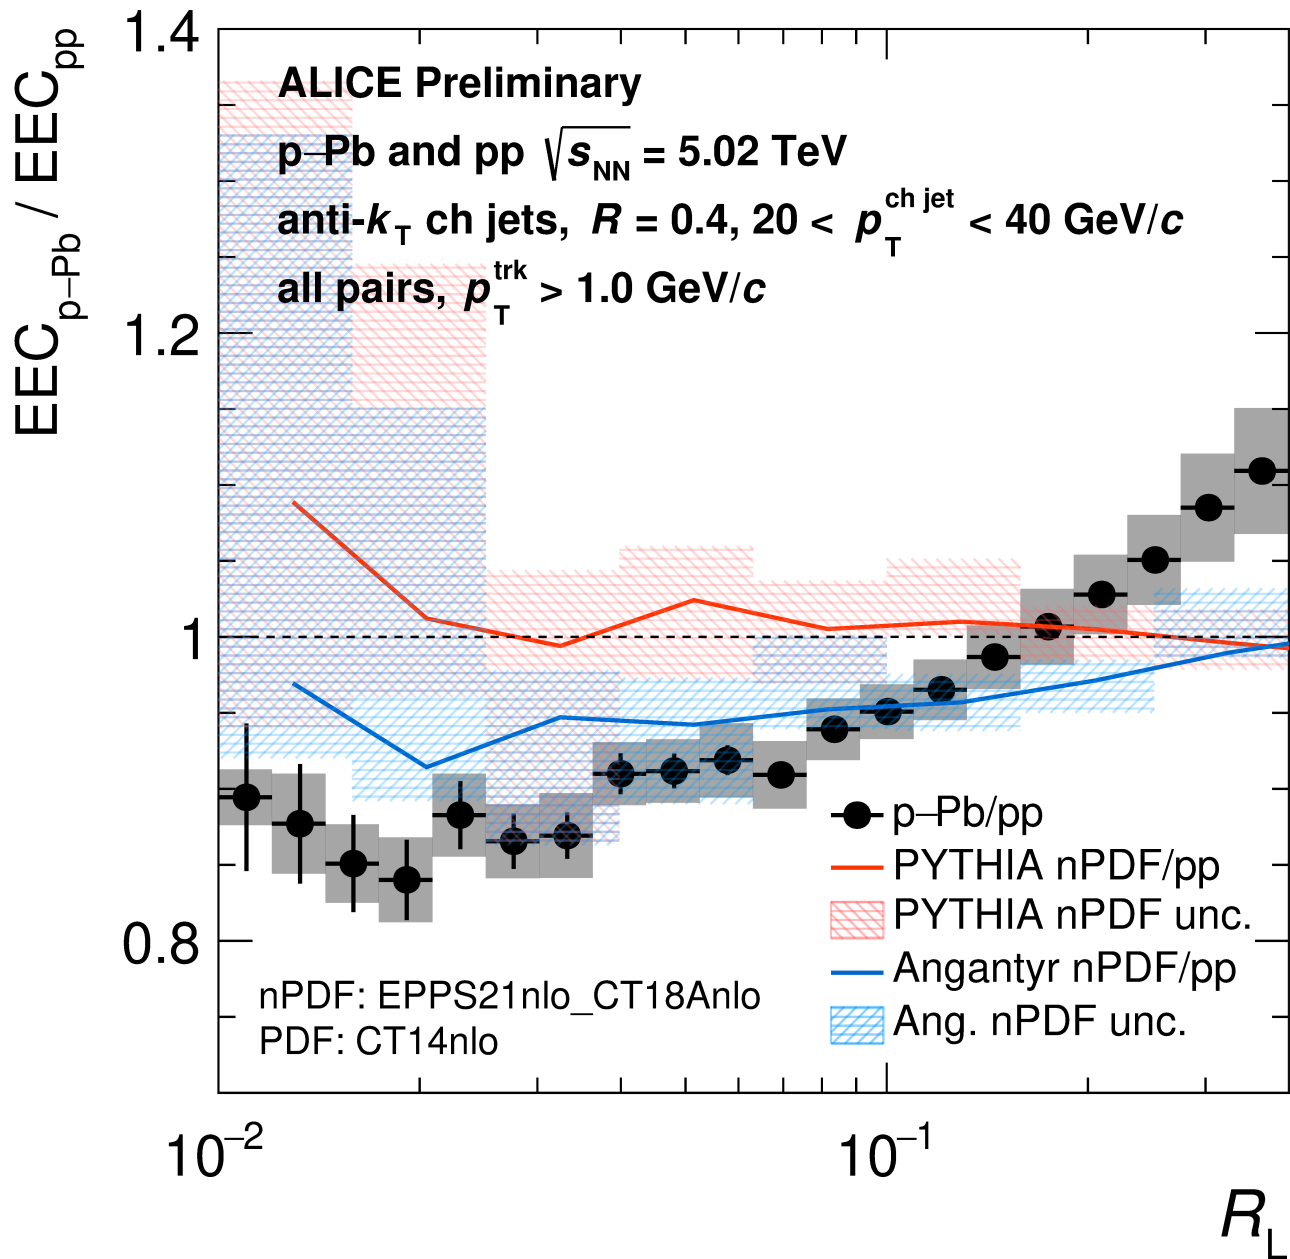 EEC_p–Pb / EEC_pp
1.4
1.2
1
0.8
ALICE Preliminary
p–Pb and pp √s_NN = 5.02 TeV
anti-k_T ch jets, R = 0.4, 20 < p_T^ch jet < 40 GeV/c
all pairs, p_T^trk > 1.0 GeV/c
p–Pb/pp
PYTHIA nPDF/pp
PYTHIA nPDF unc.
Angantyr nPDF/pp
Ang. nPDF unc.
nPDF: EPPS21nlo_CT18Anlo
PDF: CT14nlo
10^–2
10^–1
R_L